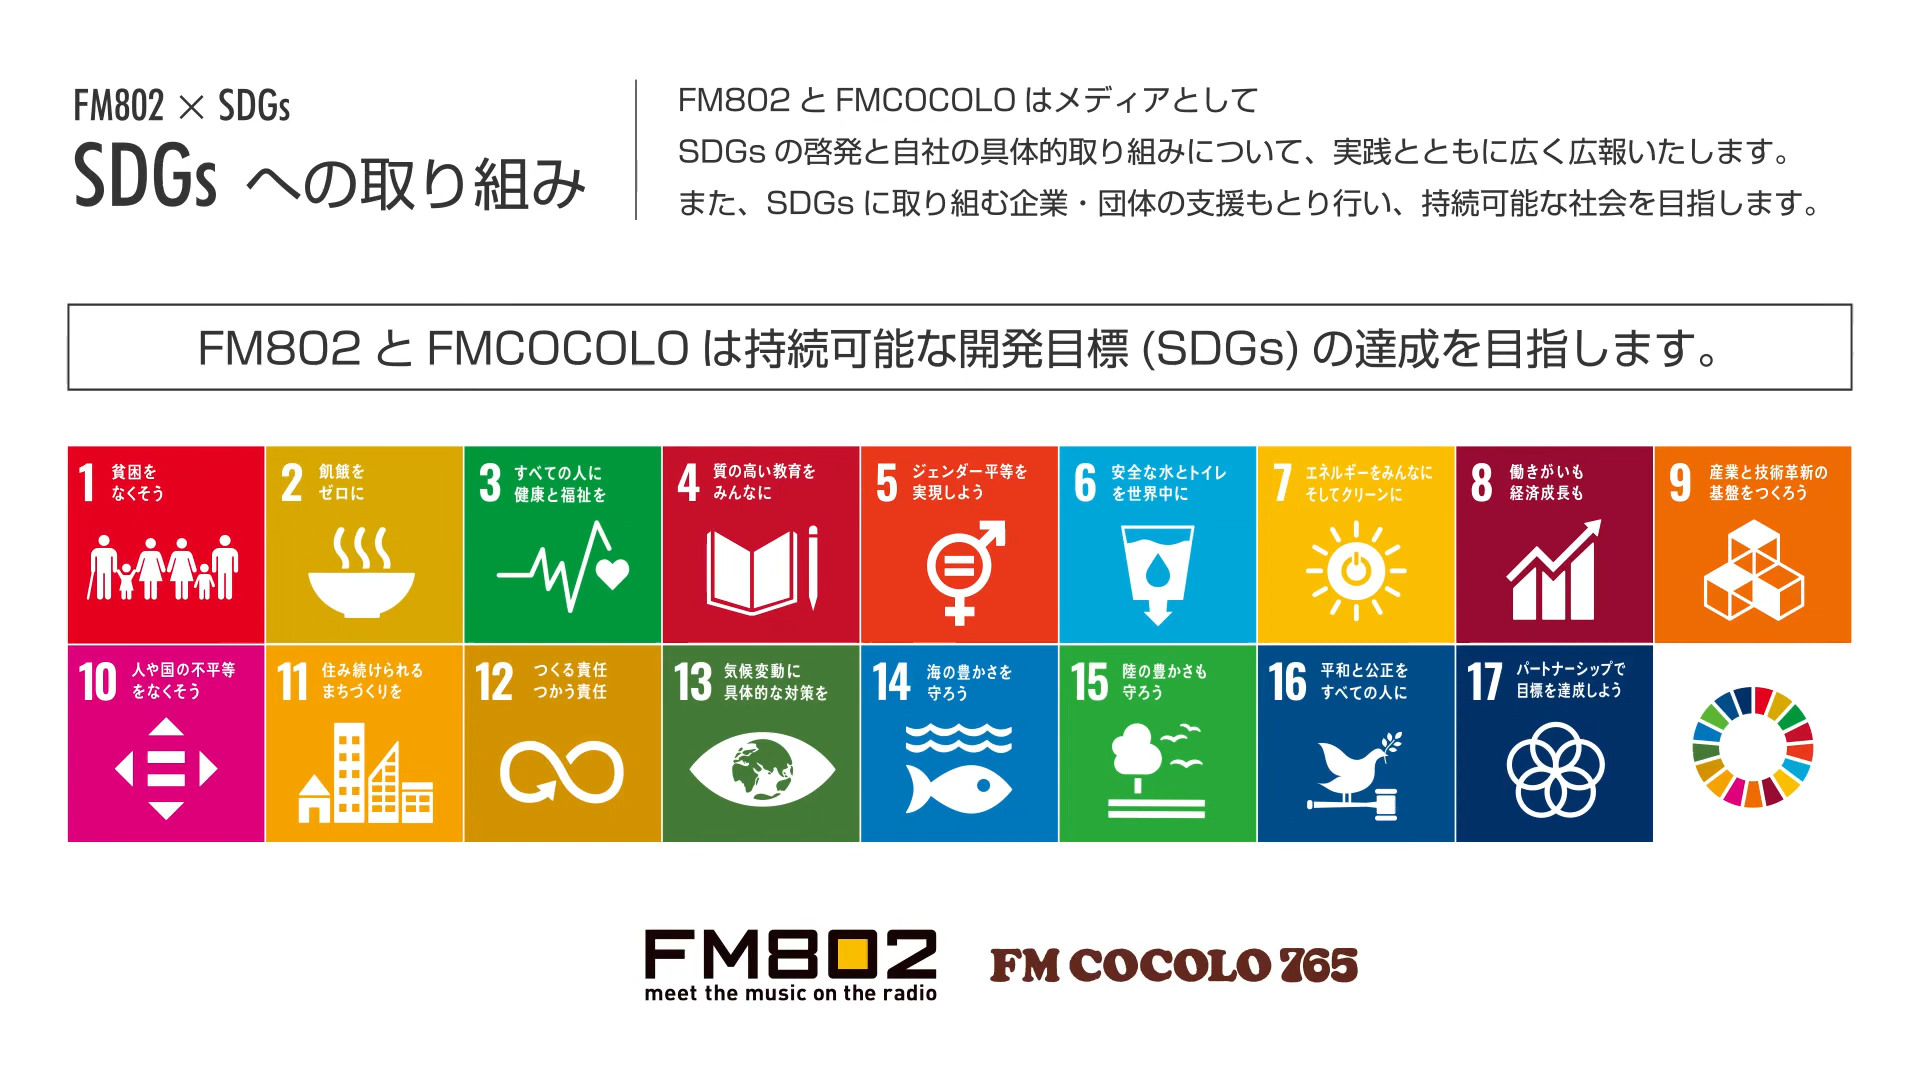 FM802 × SDGs
SDGs への取り組み
FM802 と FMCOCOLO はメディアとして
SDGs の啓発と自社の具体的取り組みについて、実践とともに広く広報いたします。
また、SDGs に取り組む企業・団体の支援もとり行い、持続可能な社会を目指します。
FM802 と FMCOCOLO は持続可能な開発目標 (SDGs) の達成を目指します。
1 貧困を
なくそう
2 飢餓を
ゼロに
3 すべての人に
健康と福祉を
4 質の高い教育を
みんなに
5 ジェンダー平等を
実現しよう
6 安全な水とトイレ
を世界中に
7 エネルギーをみんなに
そしてクリーンに
8 働きがいも
経済成長も
9 産業と技術革新の
基盤をつくろう
10 人や国の不平等
をなくそう
11 住み続けられる
まちづくりを
12 つくる責任
つかう責任
13 気候変動に
具体的な対策を
14 海の豊かさを
守ろう
15 陸の豊かさも
守ろう
16 平和と公正を
すべての人に
17 パートナーシップで
目標を達成しよう
FM802
meet the music on the radio
FM COCOLO 765